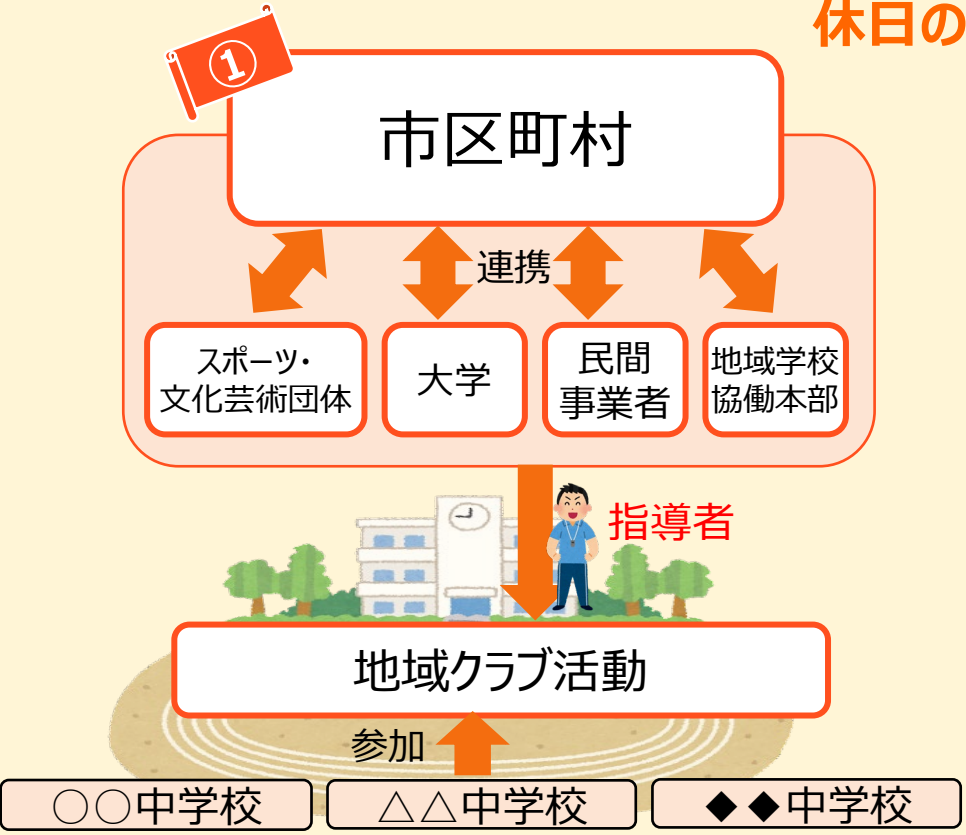 休日の
①
市区町村
連携
スポーツ・
文化芸術団体
大学
民間
事業者
地域学校
協働本部
指導者
地域クラブ活動
参加
○○中学校
△△中学校
◆◆中学校